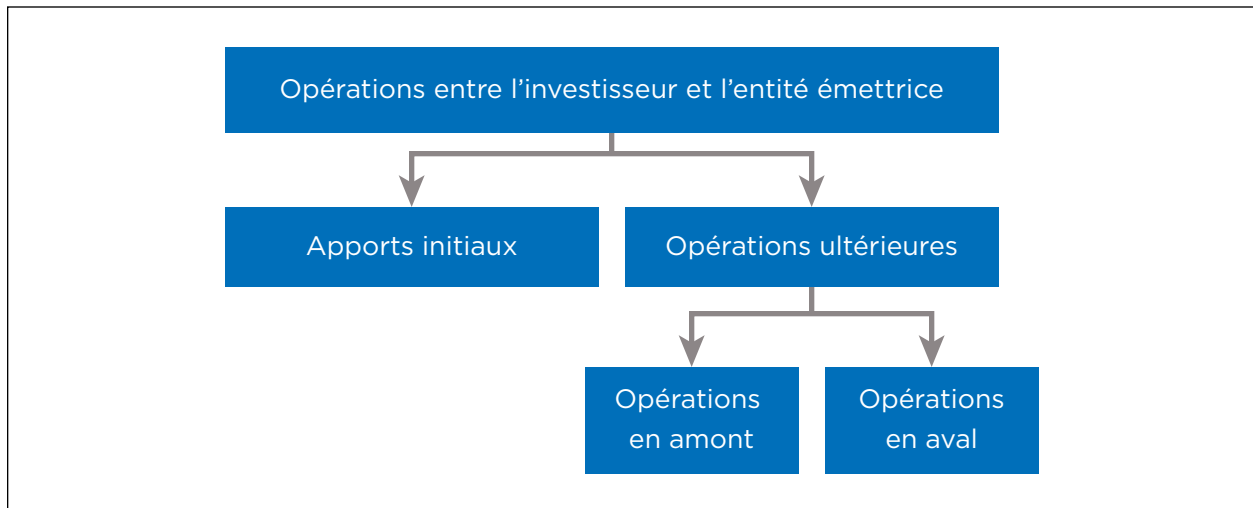 Opérations entre l’investisseur et l’entité émettrice
Apports initiaux
Opérations ultérieures
Opérations
en amont
Opérations
en aval